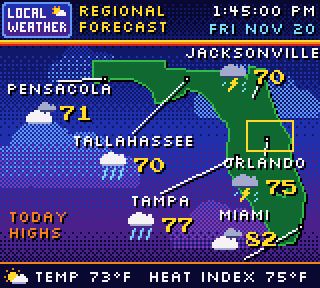 LOCAL WEATHER
REGIONAL FORECAST
1:45:00 PM
FRI NOV 20
JACKSONVILLE
70
PENSACOLA
71
TALLAHASSEE
70
ORLANDO
75
TAMPA
77
MIAMI
82
TODAY HIGHS
TEMP 73°F HEAT INDEX 75°F